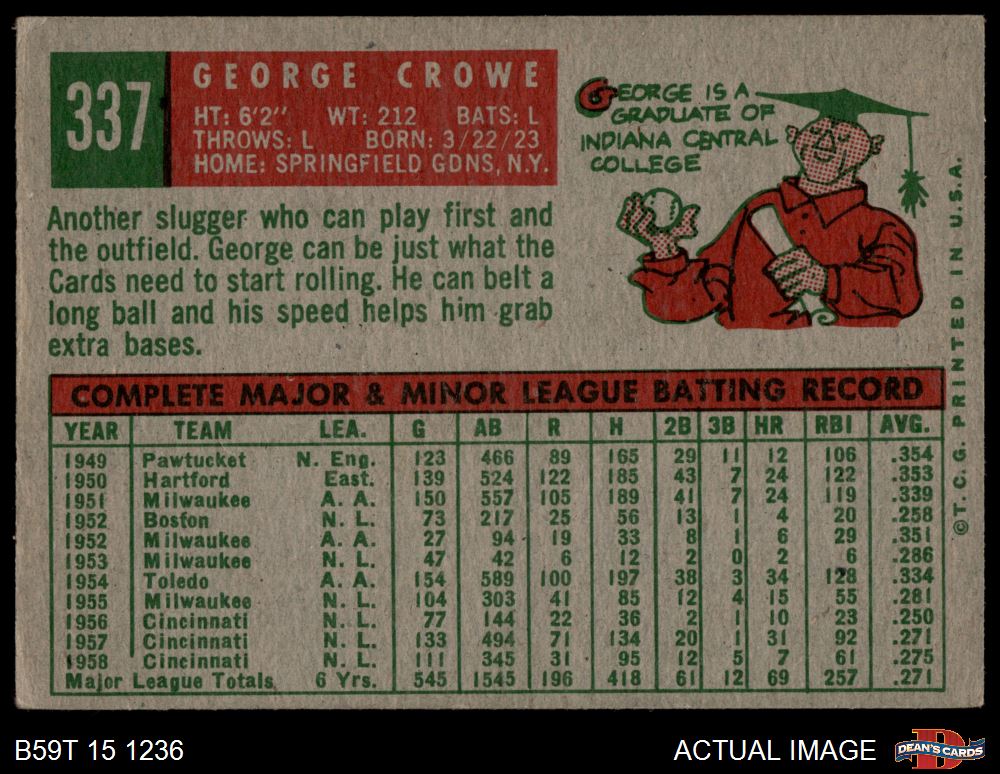 337
GEORGE CROWE
HT: 6'2" WT: 212 BATS: L
THROWS: L BORN: 3/22/23
HOME: SPRINGFIELD GDNS, N.Y.
GEORGE IS A
GRADUATE OF
INDIANA CENTRAL
COLLEGE
Another slugger who can play first and
the outfield. George can be just what the
Cards need to start rolling. He can belt a
long ball and his speed helps him grab
extra bases.
COMPLETE MAJOR & MINOR LEAGUE BATTING RECORD
YEAR TEAM LEA. G AB R H 2B 3B HR RBI AVG.
1949 Pawtucket N. Eng. 123 466 89 165 29 11 12 106 .354
1950 Hartford East. 139 524 122 185 43 7 24 122 .353
1951 Milwaukee A. A. 150 557 105 189 41 7 24 119 .339
1952 Boston N. L. 73 217 25 56 13 1 4 20 .258
1952 Milwaukee A. A. 27 94 19 33 8 1 6 29 .351
1953 Milwaukee N. L. 47 42 6 12 2 0 2 6 .286
1954 Toledo A. A. 154 589 100 197 38 3 34 128 .334
1955 Milwaukee N. L. 104 303 41 85 12 4 15 55 .281
1956 Cincinnati N. L. 77 144 22 36 2 1 10 23 .250
1957 Cincinnati N. L. 133 494 71 134 20 1 31 92 .271
1958 Cincinnati N. L. 111 345 31 95 12 5 7 61 .275
Major League Totals 6 Yrs. 545 1545 196 418 61 12 69 257 .271
©T. C. G. PRINTED IN U.S.A.
B59T 15 1236
ACTUAL IMAGE
D
DEAN'S CARDS